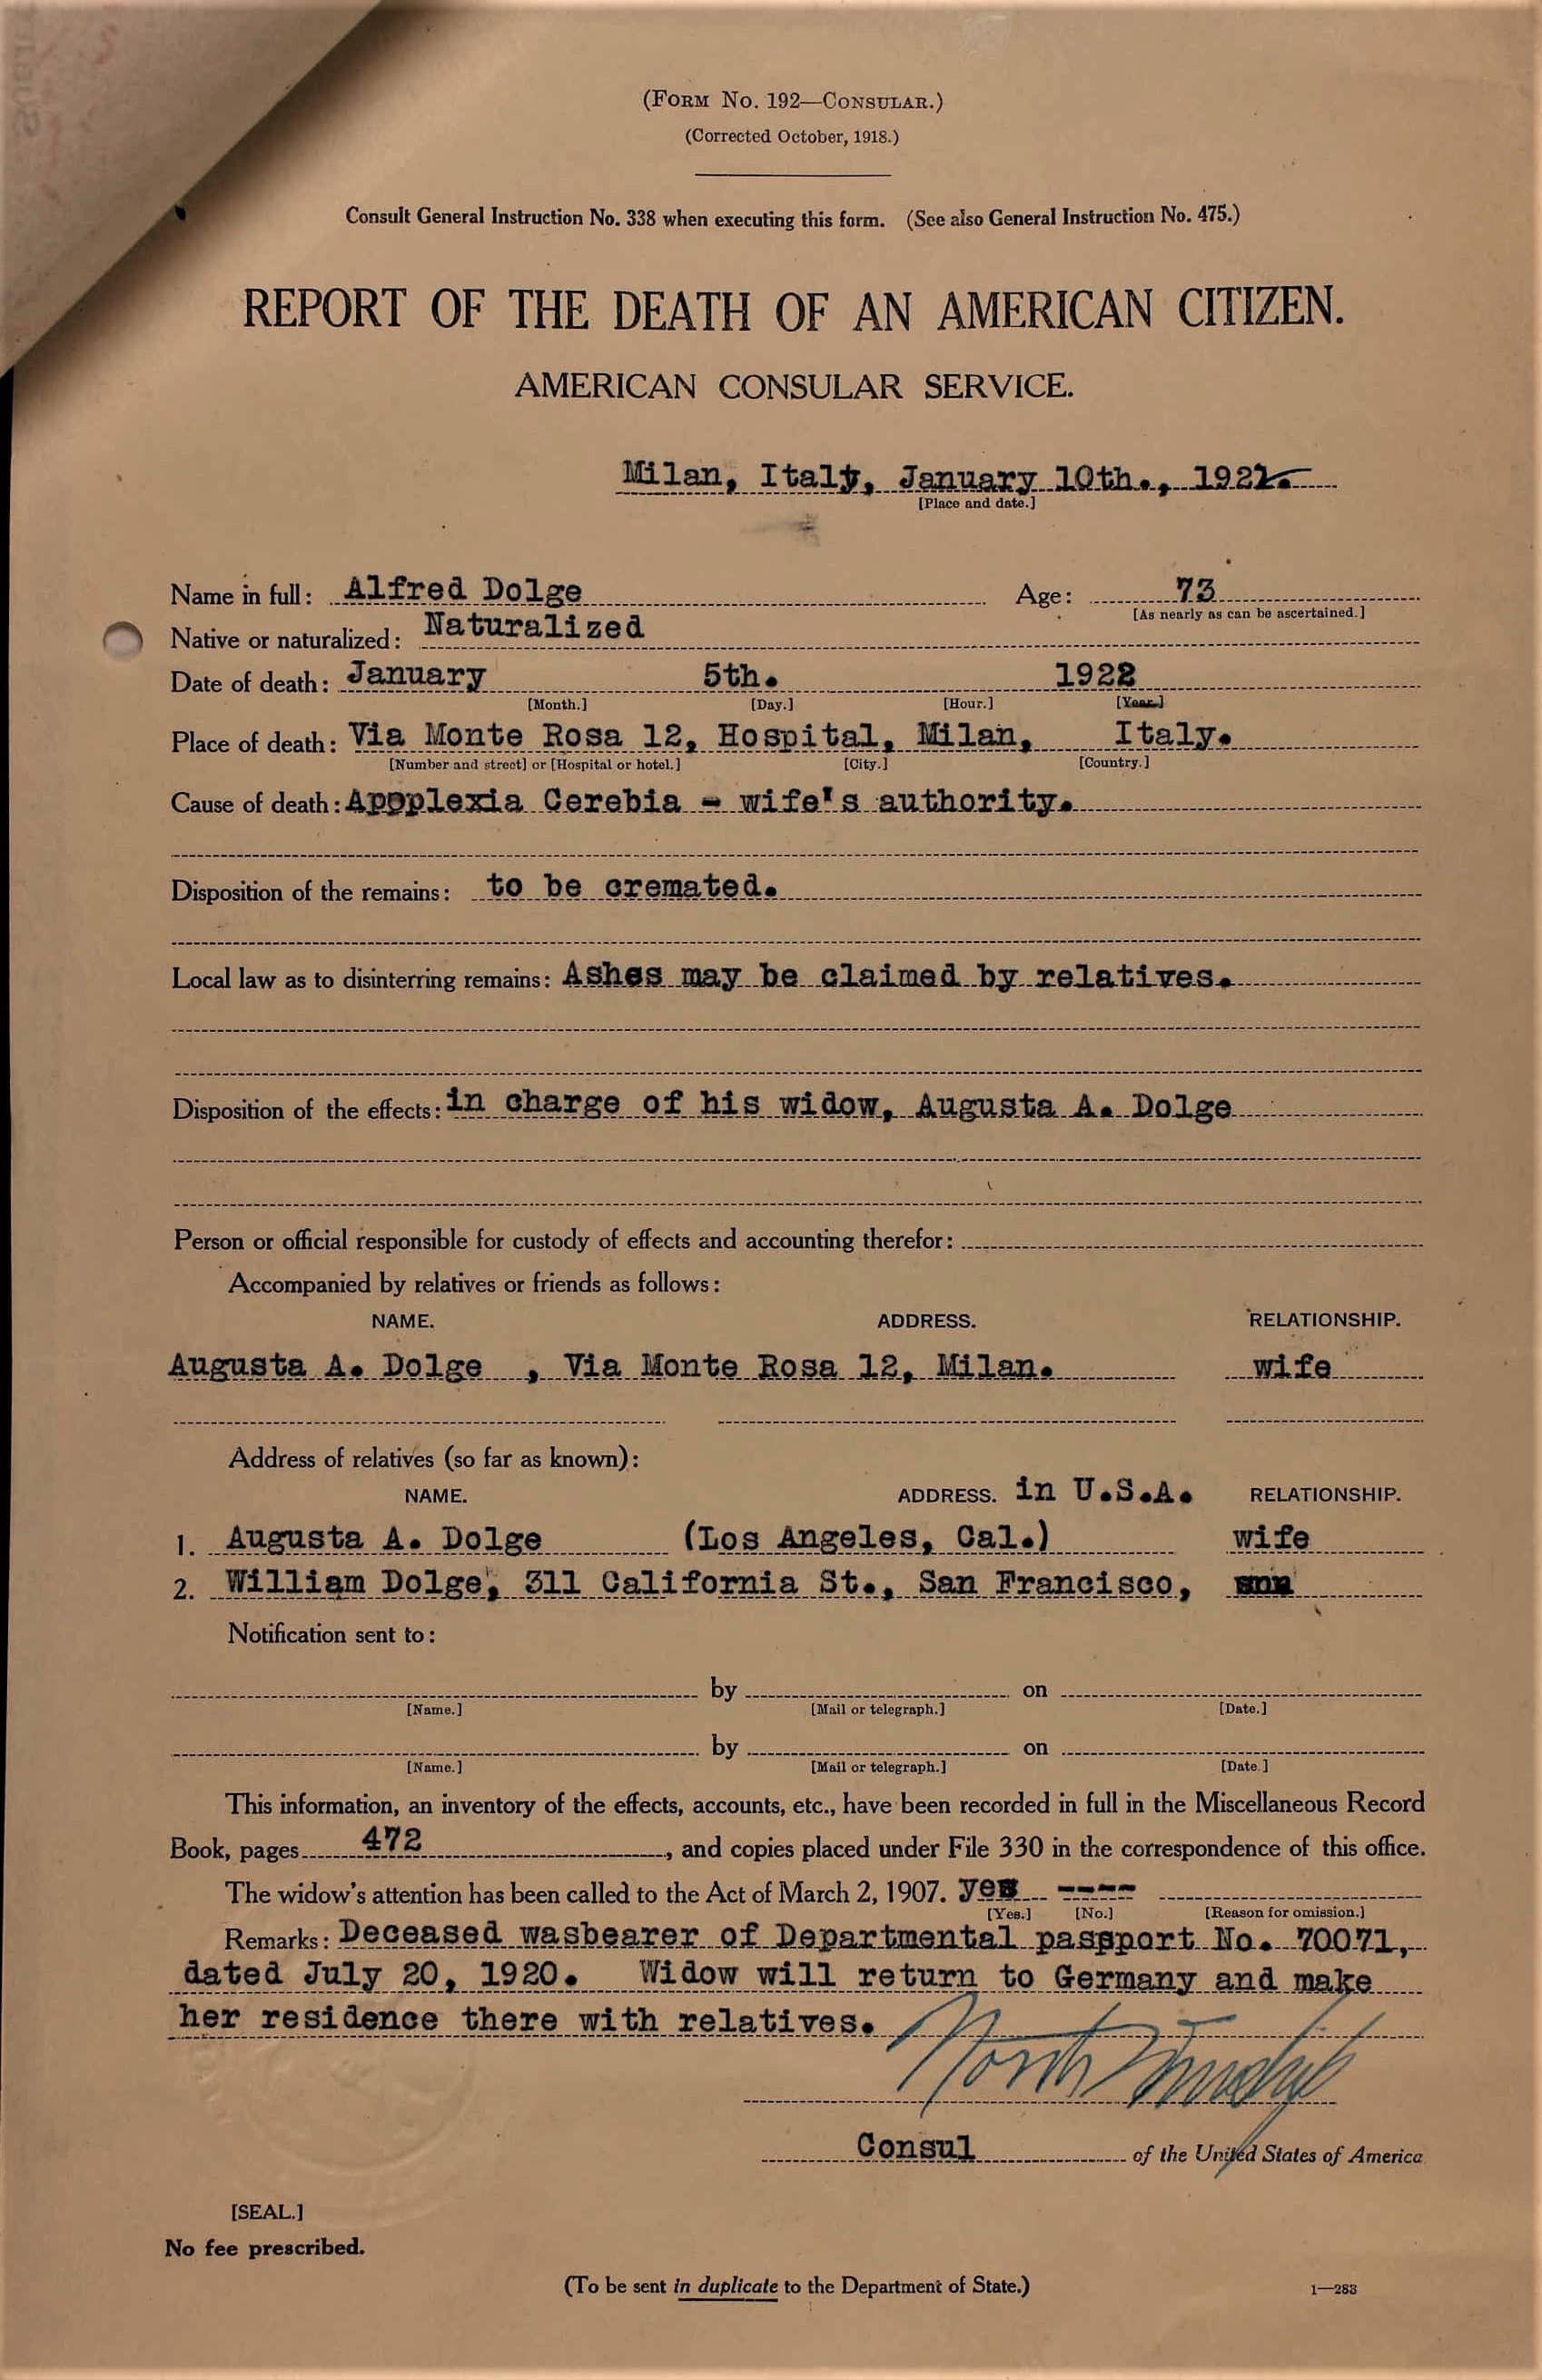 (FORM No. 192—CONSULAR.)
(Corrected October, 1918.)
Consult General Instruction No. 338 when executing this form. (See also General Instruction No. 475.)
REPORT OF THE DEATH OF AN AMERICAN CITIZEN.
AMERICAN CONSULAR SERVICE.
Milan, Italy, January 10th., 1922.
[Place and date.]
Name in full: Alfred Dolge Age: 73
[As nearly as can be ascertained.]
Native or naturalized: Naturalized
Date of death: January 5th. 1922
[Month.] [Day.] [Hour.] [Year.]
Place of death: Via Monte Rosa 12, Hospital, Milan, Italy.
[Number and street] or [Hospital or hotel.] [City.] [Country.]
Cause of death: Apoplexia Cerebia - wife's authority.
Disposition of the remains: to be cremated.
Local law as to disinterring remains: Ashes may be claimed by relatives.
Disposition of the effects: in charge of his widow, Augusta A. Dolge
Person or official responsible for custody of effects and accounting therefor:
Accompanied by relatives or friends as follows:
NAME. ADDRESS. RELATIONSHIP.
Augusta A. Dolge , Via Monte Rosa 12, Milan. wife
Address of relatives (so far as known):
NAME. ADDRESS. in U.S.A. RELATIONSHIP.
1. Augusta A. Dolge (Los Angeles, Cal.) wife
2. William Dolge, 311 California St., San Francisco, son
Notification sent to:
by on
[Name.] [Mail or telegraph.] [Date.]
by on
[Name.] [Mail or telegraph.] [Date.]
This information, an inventory of the effects, accounts, etc., have been recorded in full in the Miscellaneous Record
Book, pages 472 , and copies placed under File 330 in the correspondence of this office.
The widow's attention has been called to the Act of March 2, 1907. yes ----
[Yes.] [No.] [Reason for omission.]
Remarks: Deceased wasbearer of Departmental passport No. 70071,
dated July 20, 1920. Widow will return to Germany and make
her residence there with relatives.
North
Consul of the United States of America
[SEAL.]
No fee prescribed.
(To be sent in duplicate to the Department of State.) 1—283